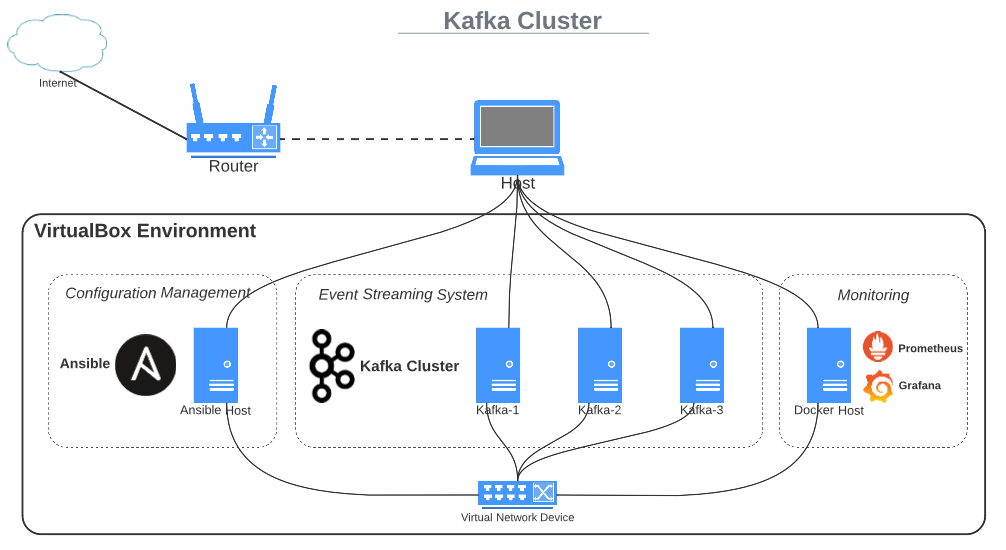 Kafka Cluster
Internet
Router
Host
VirtualBox Environment
Configuration Management
Event Streaming System
Monitoring
Ansible
Kafka Cluster
Prometheus
Grafana
Ansible Host
Kafka-1
Kafka-2
Kafka-3
Docker Host
Virtual Network Device